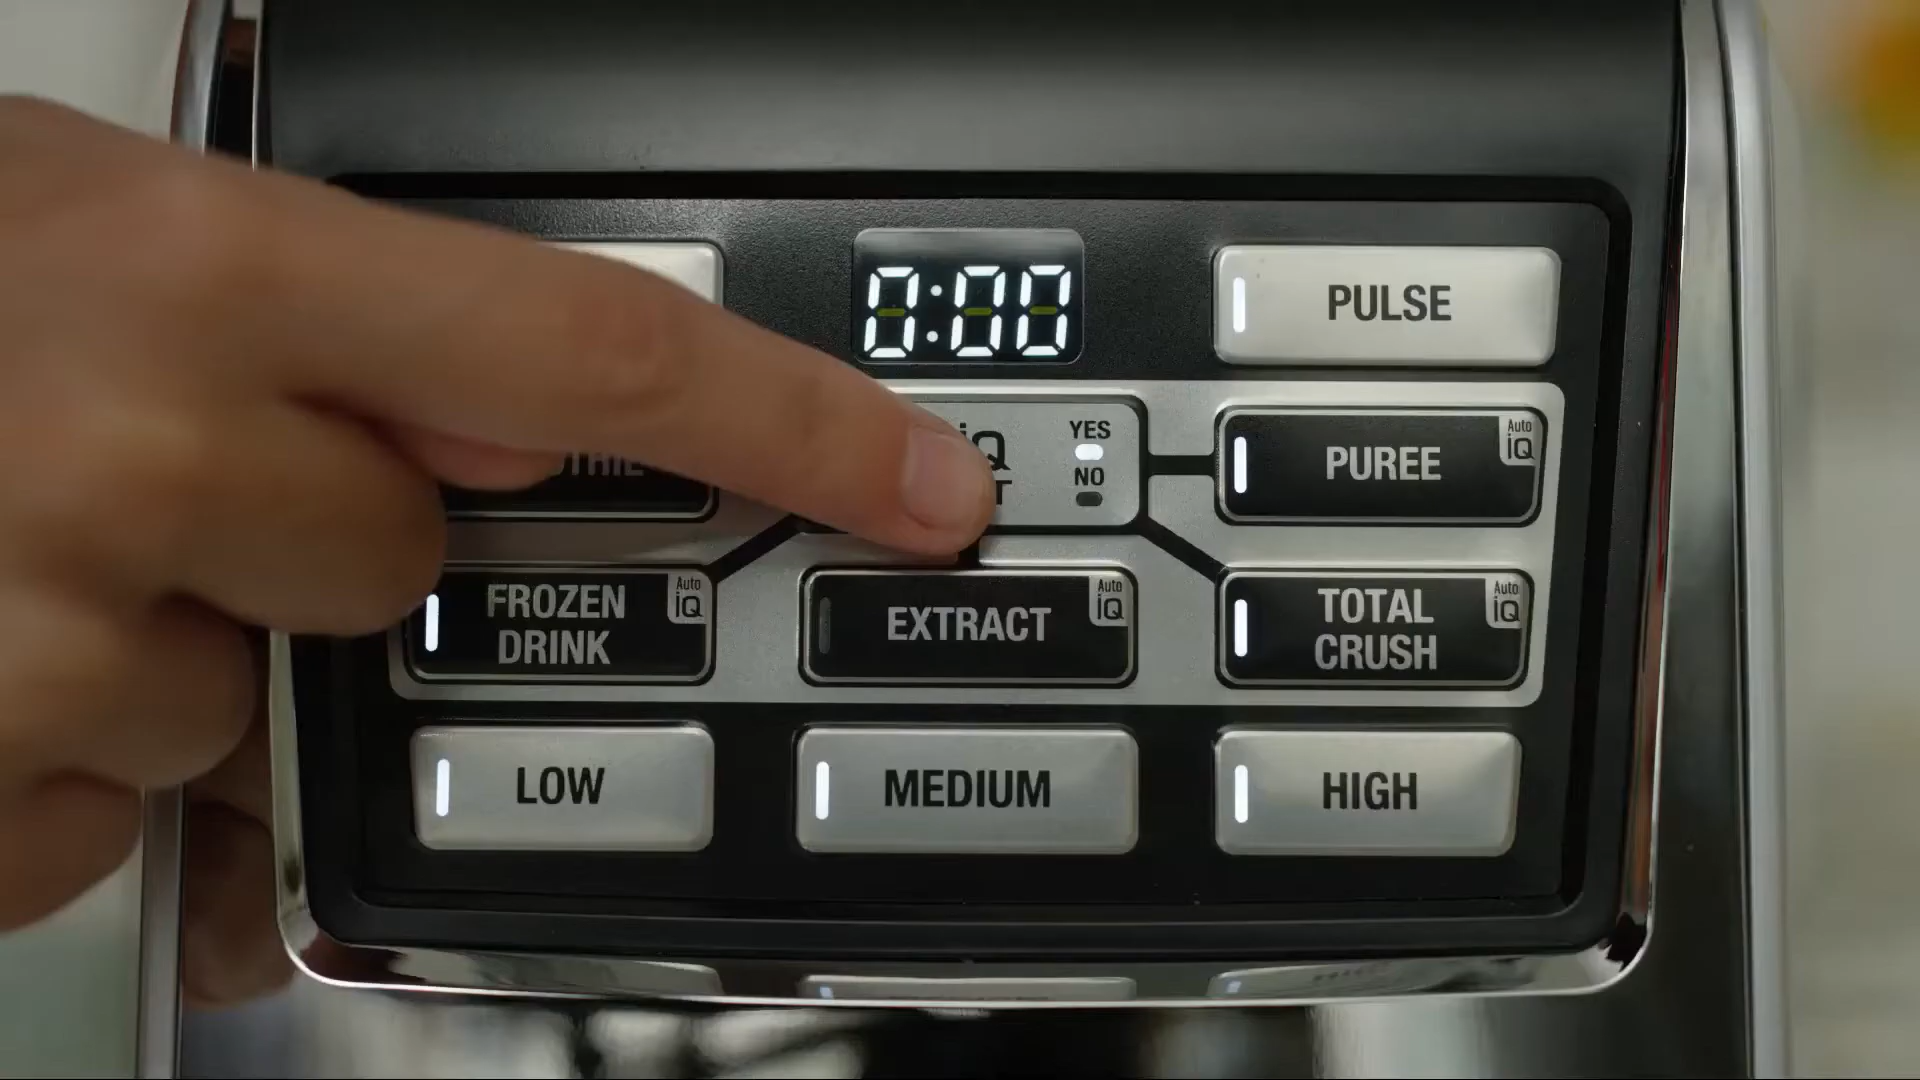 0:00
PULSE
iQ
YES
NO
PUREE
Auto
iQ
FROZEN
DRINK
Auto
iQ
EXTRACT
Auto
iQ
TOTAL
CRUSH
Auto
iQ
LOW
MEDIUM
HIGH